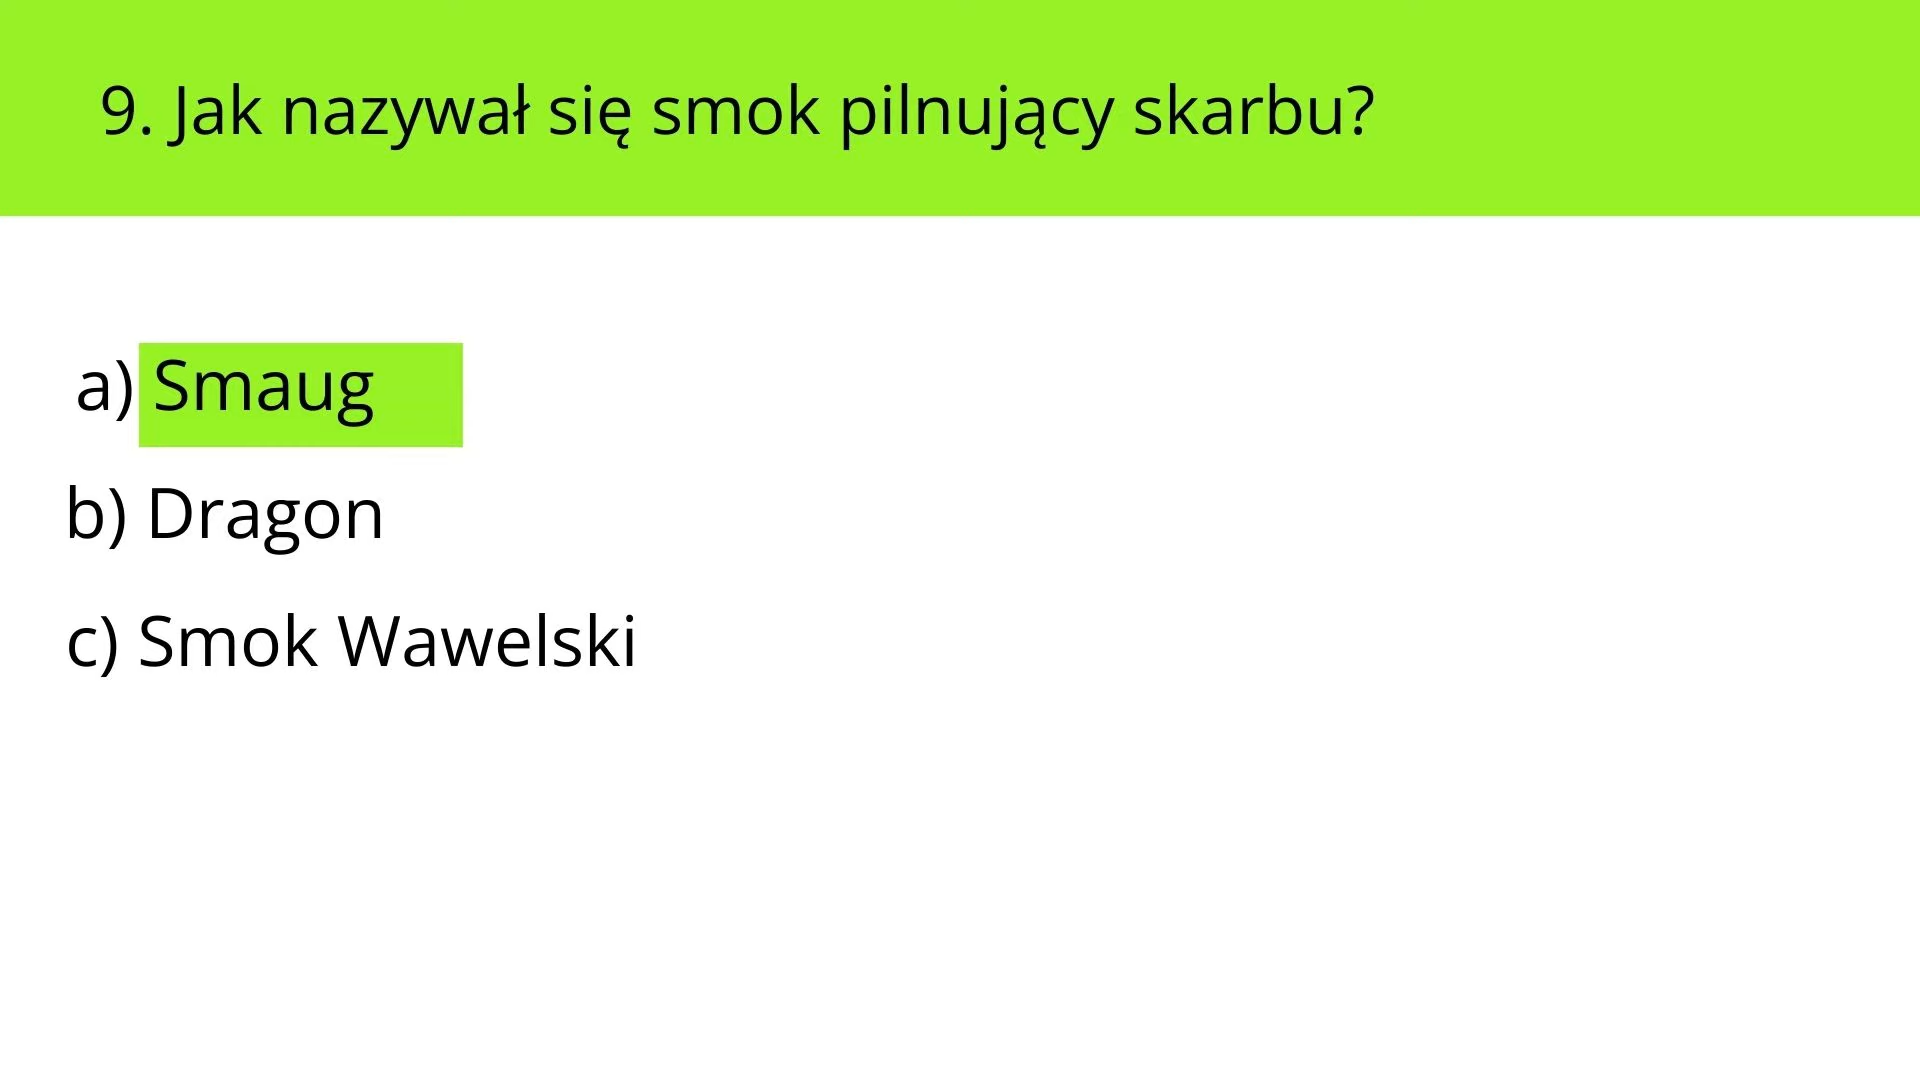 9. Jak nazywał się smok pilnujący skarbu?
a) Smaug
b) Dragon
c) Smok Wawelski